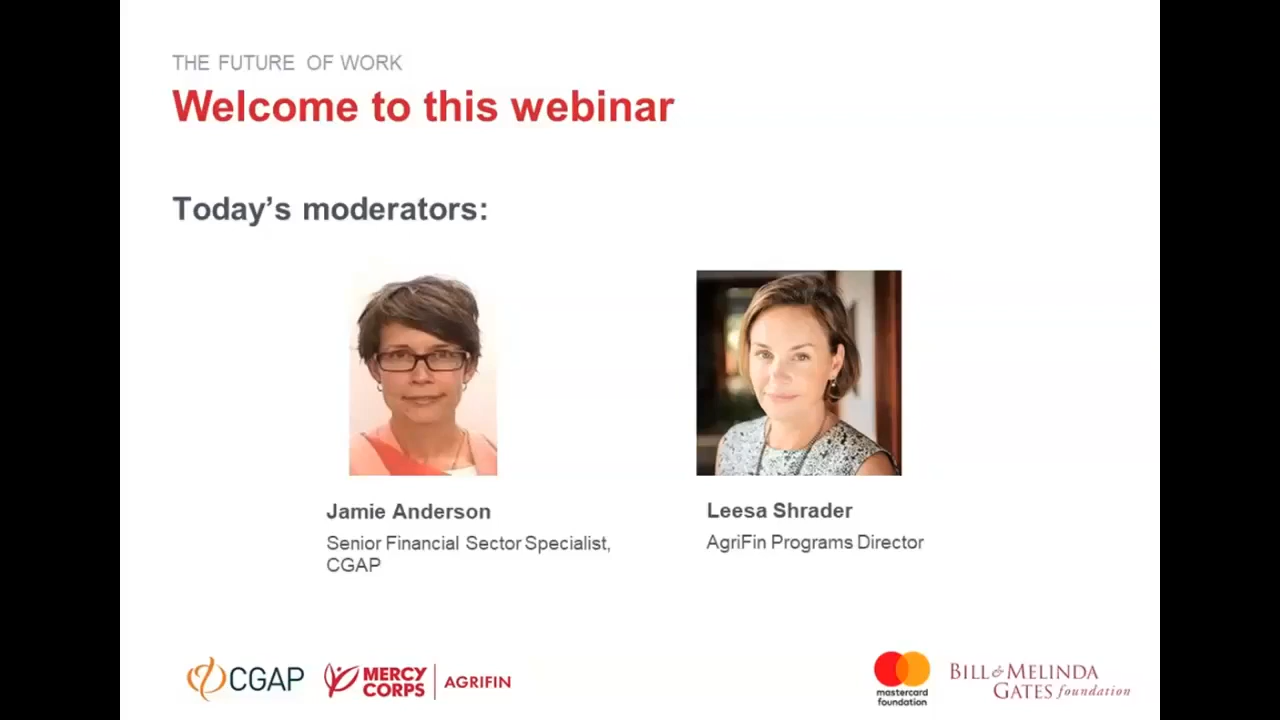 THE FUTURE OF WORK
Welcome to this webinar
Today’s moderators:
Jamie Anderson
Senior Financial Sector Specialist,
CGAP
Leesa Shrader
AgriFin Programs Director
CGAP
MERCY
CORPS
AGRIFIN
mastercard
foundation
BILL & MELINDA
GATES foundation